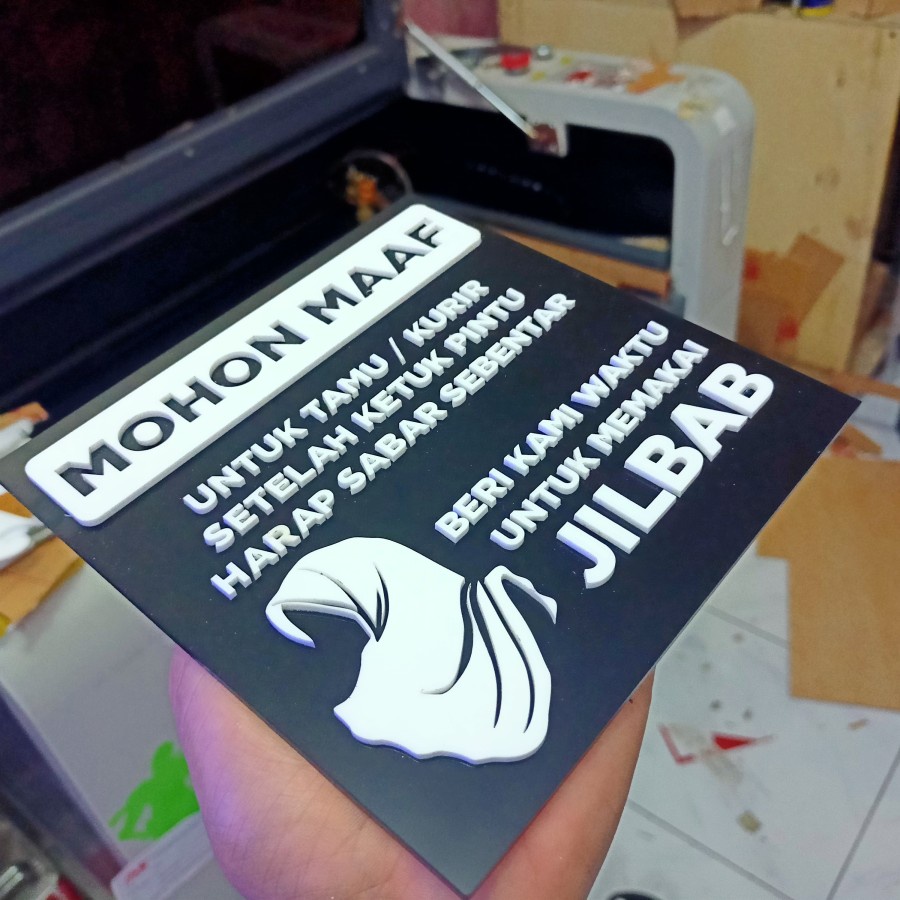 MOHON MAAF
UNTUK TAMU / KURIR
SETELAH KETUK PINTU
HARAP SABAR SEBENTAR
BERI KAMI WAKTU
UNTUK MEMAKAI
JILBAB